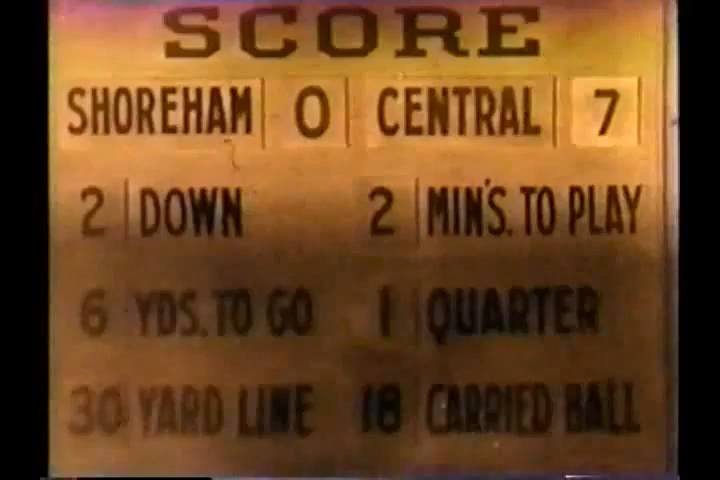 SCORE
SHOREHAM 0 CENTRAL 7
2 DOWN 2 MIN'S. TO PLAY
6 YDS. TO GO 1 QUARTER
30 YARD LINE 18 CARRIED BALL